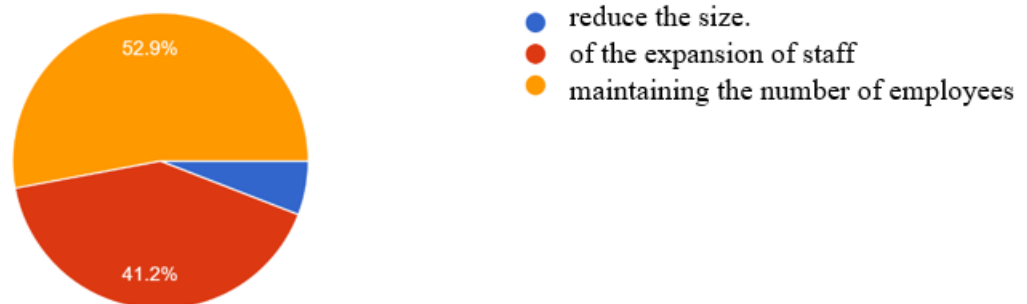 52.9%
41.2%
reduce the size.
of the expansion of staff
maintaining the number of employees